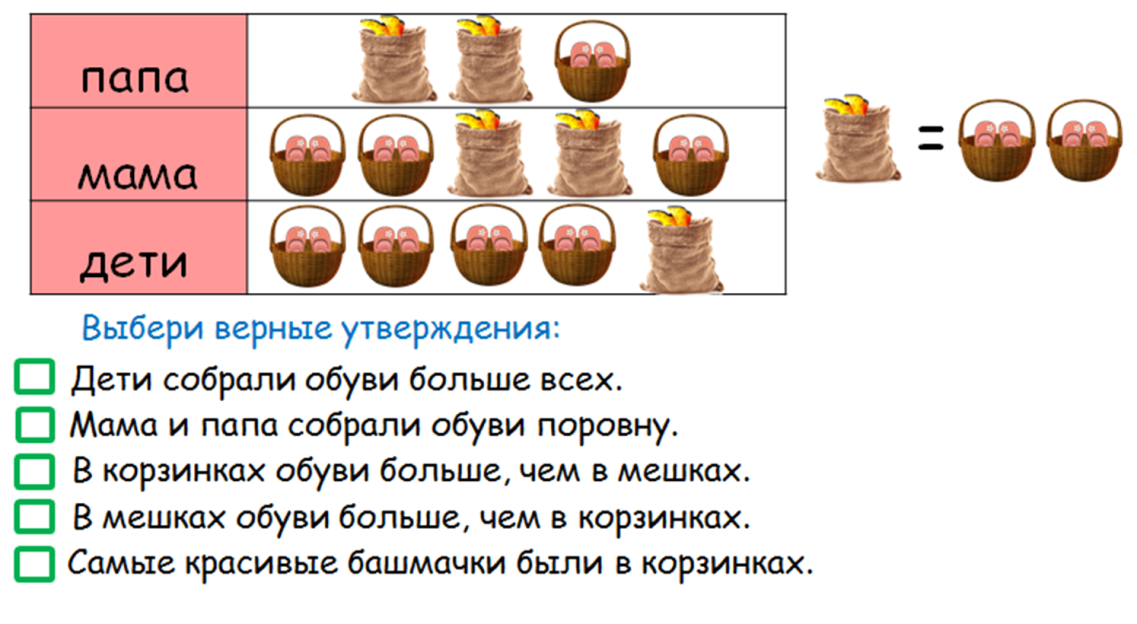 папа
=
мама
дети
Выбери верные утверждения:
Дети собрали обуви больше всех.
Мама и папа собрали обуви поровну.
В корзинках обуви больше, чем в мешках.
В мешках обуви больше, чем в корзинках.
Самые красивые башмачки были в корзинках.